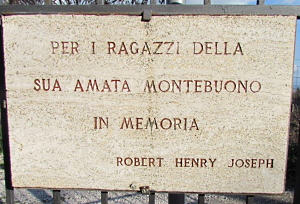 PER I RAGAZZI DELLA
SUA AMATA MONTEBUONO
IN MEMORIA
ROBERT HENRY JOSEPH